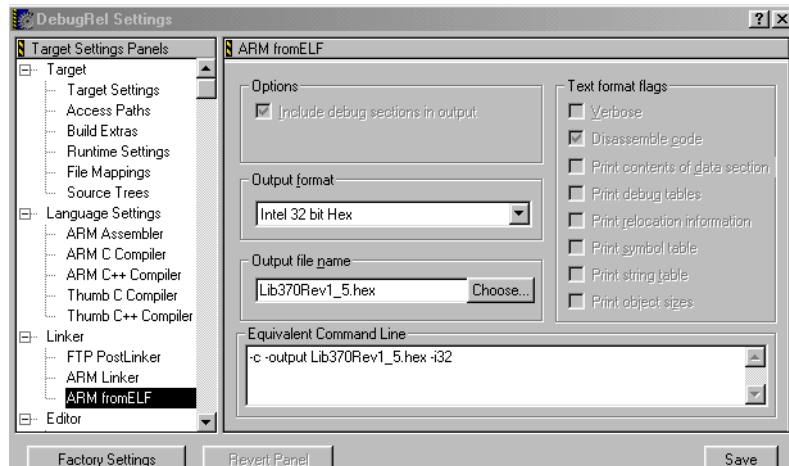 DebugRel Settings
Target Settings Panels
Target
Target Settings
Access Paths
Build Extras
Runtime Settings
File Mappings
Source Trees
Language Settings
ARM Assembler
ARM C Compiler
ARM C++ Compiler
Thumb C Compiler
Thumb C++ Compiler
Linker
FTP PostLinker
ARM Linker
ARM fromELF
Editor
ARM fromELF
Options
Include debug sections in output
Output format
Intel 32 bit Hex
Output file name
Lib370Rev1_5.hex Choose...
Text format flags
Verbose
Disassemble code
Print contents of data section
Print debug tables
Print relocation information
Print symbol table
Print string table
Print object sizes
Equivalent Command Line
-c -output Lib370Rev1_5.hex -i32
Factory Settings Revert Panel Save